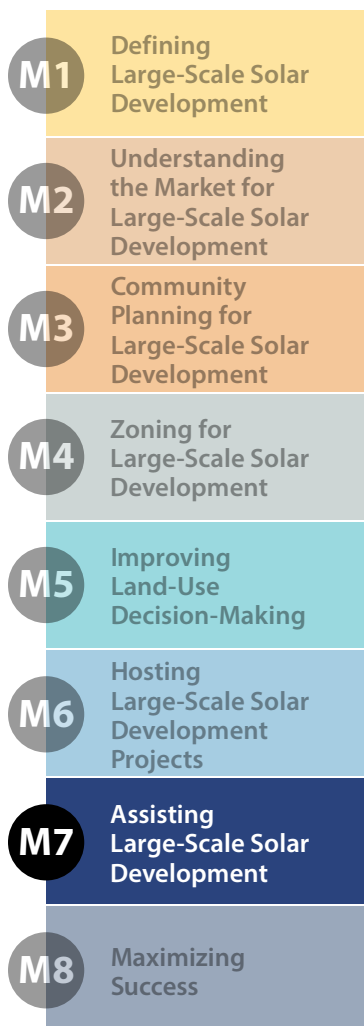 M1
Defining
Large-Scale Solar
Development
M2
Understanding
the Market for
Large-Scale Solar
Development
M3
Community
Planning for
Large-Scale Solar
Development
M4
Zoning for
Large-Scale Solar
Development
M5
Improving
Land-Use
Decision-Making
M6
Hosting
Large-Scale Solar
Development
Projects
M7
Assisting
Large-Scale Solar
Development
M8
Maximizing
Success